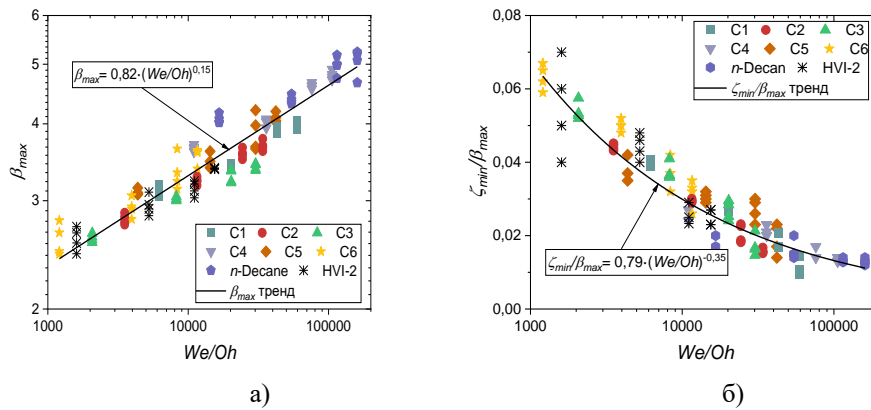 6
5
4
3
2
β_max
β_max = 0,82·(We/Oh)^0,15
C1 C2 C3
C4 C5 C6
n-Decane HVI-2
β_max тренд
1000 10000 100000
We/Oh
а)
0,08
0,06
0,04
0,02
0,00
ζ_min/β_max
C1 C2 C3
C4 C5 C6
n-Decan HVI-2
ζ_min/β_max тренд
ζ_min/β_max = 0,79·(We/Oh)^-0,35
1000 10000 100000
We/Oh
б)